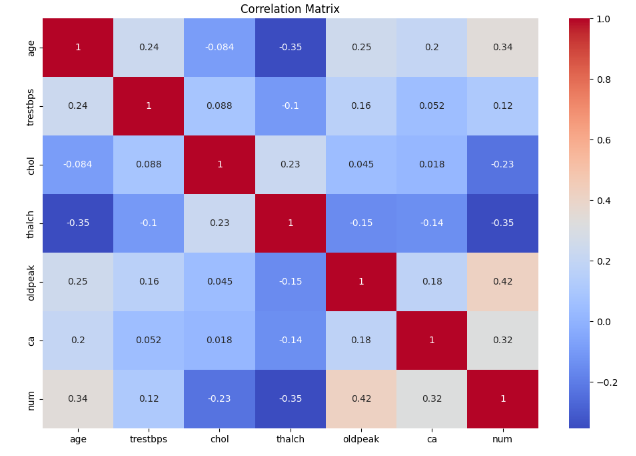 Correlation Matrix
age 1 0.24 -0.084 -0.35 0.25 0.2 0.34
trestbps 0.24 1 0.088 -0.1 0.16 0.052 0.12
chol -0.084 0.088 1 0.23 0.045 0.018 -0.23
thalch -0.35 -0.1 0.23 1 -0.15 -0.14 -0.35
oldpeak 0.25 0.16 0.045 -0.15 1 0.18 0.42
ca 0.2 0.052 0.018 -0.14 0.18 1 0.32
num 0.34 0.12 -0.23 -0.35 0.42 0.32 1
age trestbps chol thalch oldpeak ca num
1.0
0.8
0.6
0.4
0.2
0.0
−0.2